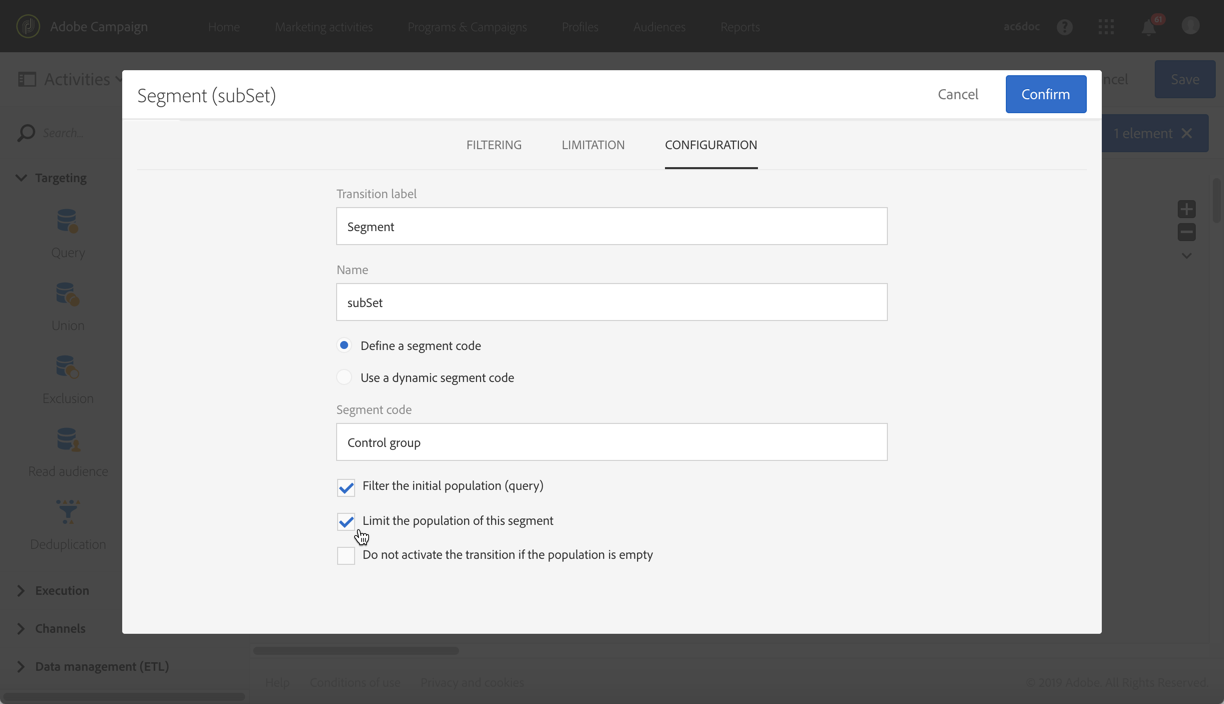 Adobe Campaign Home Marketing activities Programs & Campaigns Profiles Audiences Reports ac6doc
Activities Save
Segment (subSet) Cancel Confirm
Search...
1 element
FILTERING LIMITATION CONFIGURATION
Targeting
Transition label
Segment
Query
Name
subSet
Union
Define a segment code
Use a dynamic segment code
Exclusion
Segment code
Control group
Read audience
Filter the initial population (query)
Limit the population of this segment
Deduplication
Do not activate the transition if the population is empty
Execution
Channels
Data management (ETL)
Help Conditions of use Privacy and cookies © 2019 Adobe. All Rights Reserved.